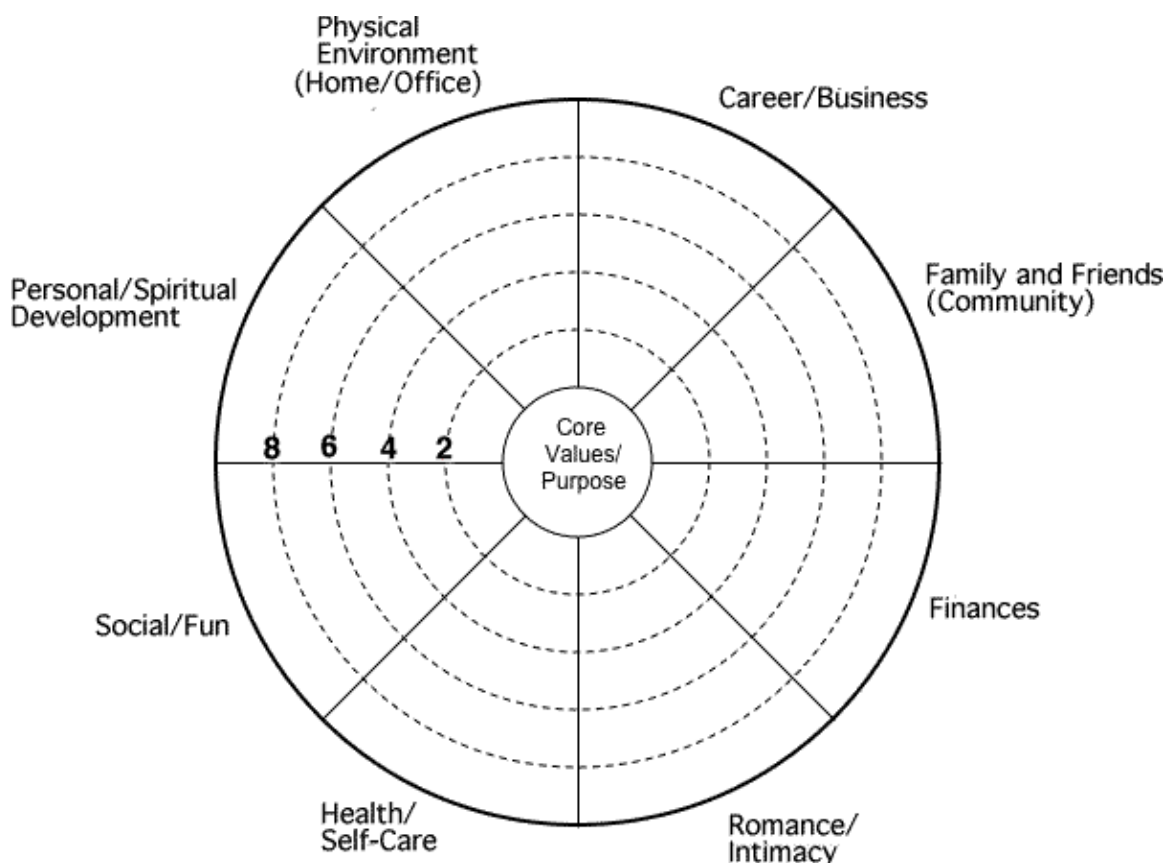 Physical
Environment
(Home/Office)
Career/Business
Family and Friends
(Community)
Personal/Spiritual
Development
Core
Values/
Purpose
8 6 4 2
Finances
Social/Fun
Health/
Self-Care
Romance/
Intimacy